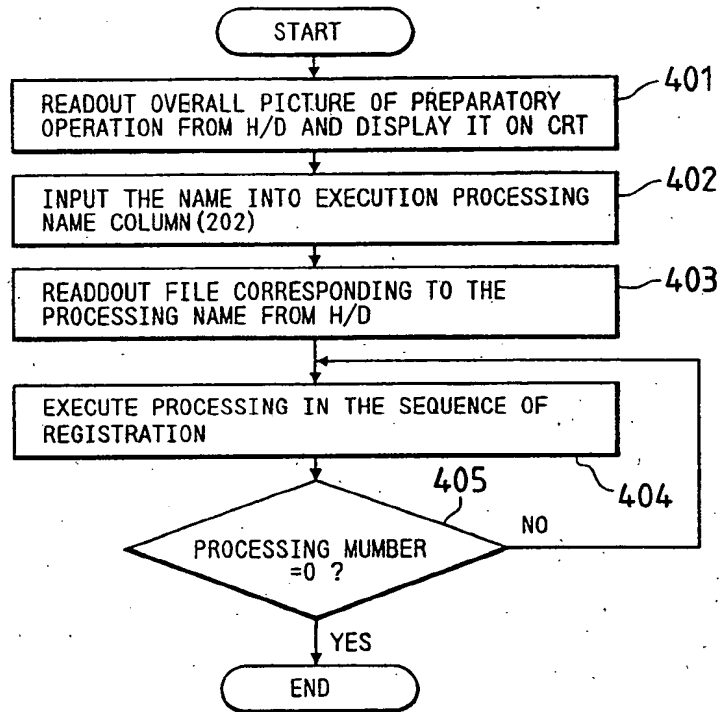 START
READOUT OVERALL PICTURE OF PREPARATORY
OPERATION FROM H/D AND DISPLAY IT ON CRT
401
INPUT THE NAME INTO EXECUTION PROCESSING
NAME COLUMN(202)
402
READDOUT FILE CORRESPONDING TO THE
PROCESSING NAME FROM H/D
403
EXECUTE PROCESSING IN THE SEQUENCE OF
REGISTRATION
404
405
PROCESSING MUMBER
=0 ?
NO
YES
END